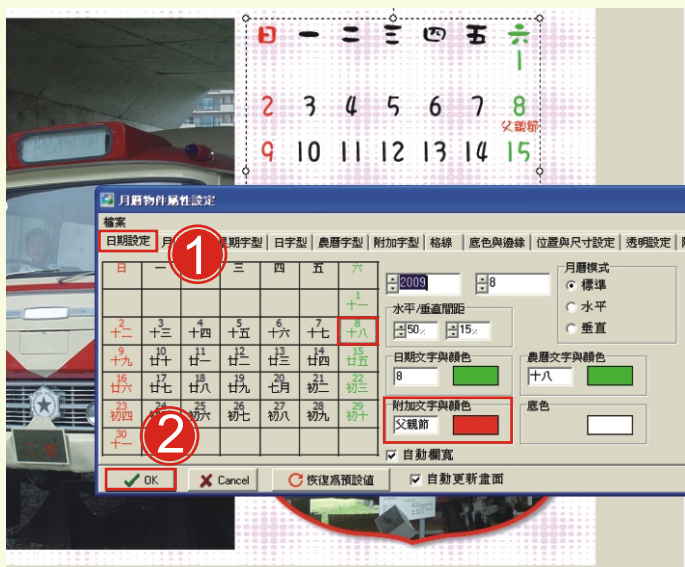 日 一 二 三 四 五 六
1
2 3 4 5 6 7 8
父親節
9 10 11 12 13 14 15
月曆物件屬性設定
檔案
日期設定 月 星期字型 日字型 農曆字型 附加字型 格線 底色與邊緣 位置與尺寸設定 透明設定
1
日 一 三 四 五 六
1
十一
2 3 4 5 6 7 8
十二 十三 十四 十五 十六 十七 十八
9 10 11 12 13 14 15
十九 廿十 廿一 廿二 廿三 廿四 廿五
16 17 18 19 20 21 22
廿六 廿七 廿八 廿九 七月 初二 初三
23 24 25 26 27 28 29
初四 初六 初七 初八 初九 初十
30
十一
2009 8
水平/垂直間距
50% 15%
月曆模式
標準
水平
垂直
日期文字與顏色
8
農曆文字與顏色
十八
附加文字與顏色
父親節
底色
自動欄寬
2
OK Cancel 恢復為預設值 自動更新畫面